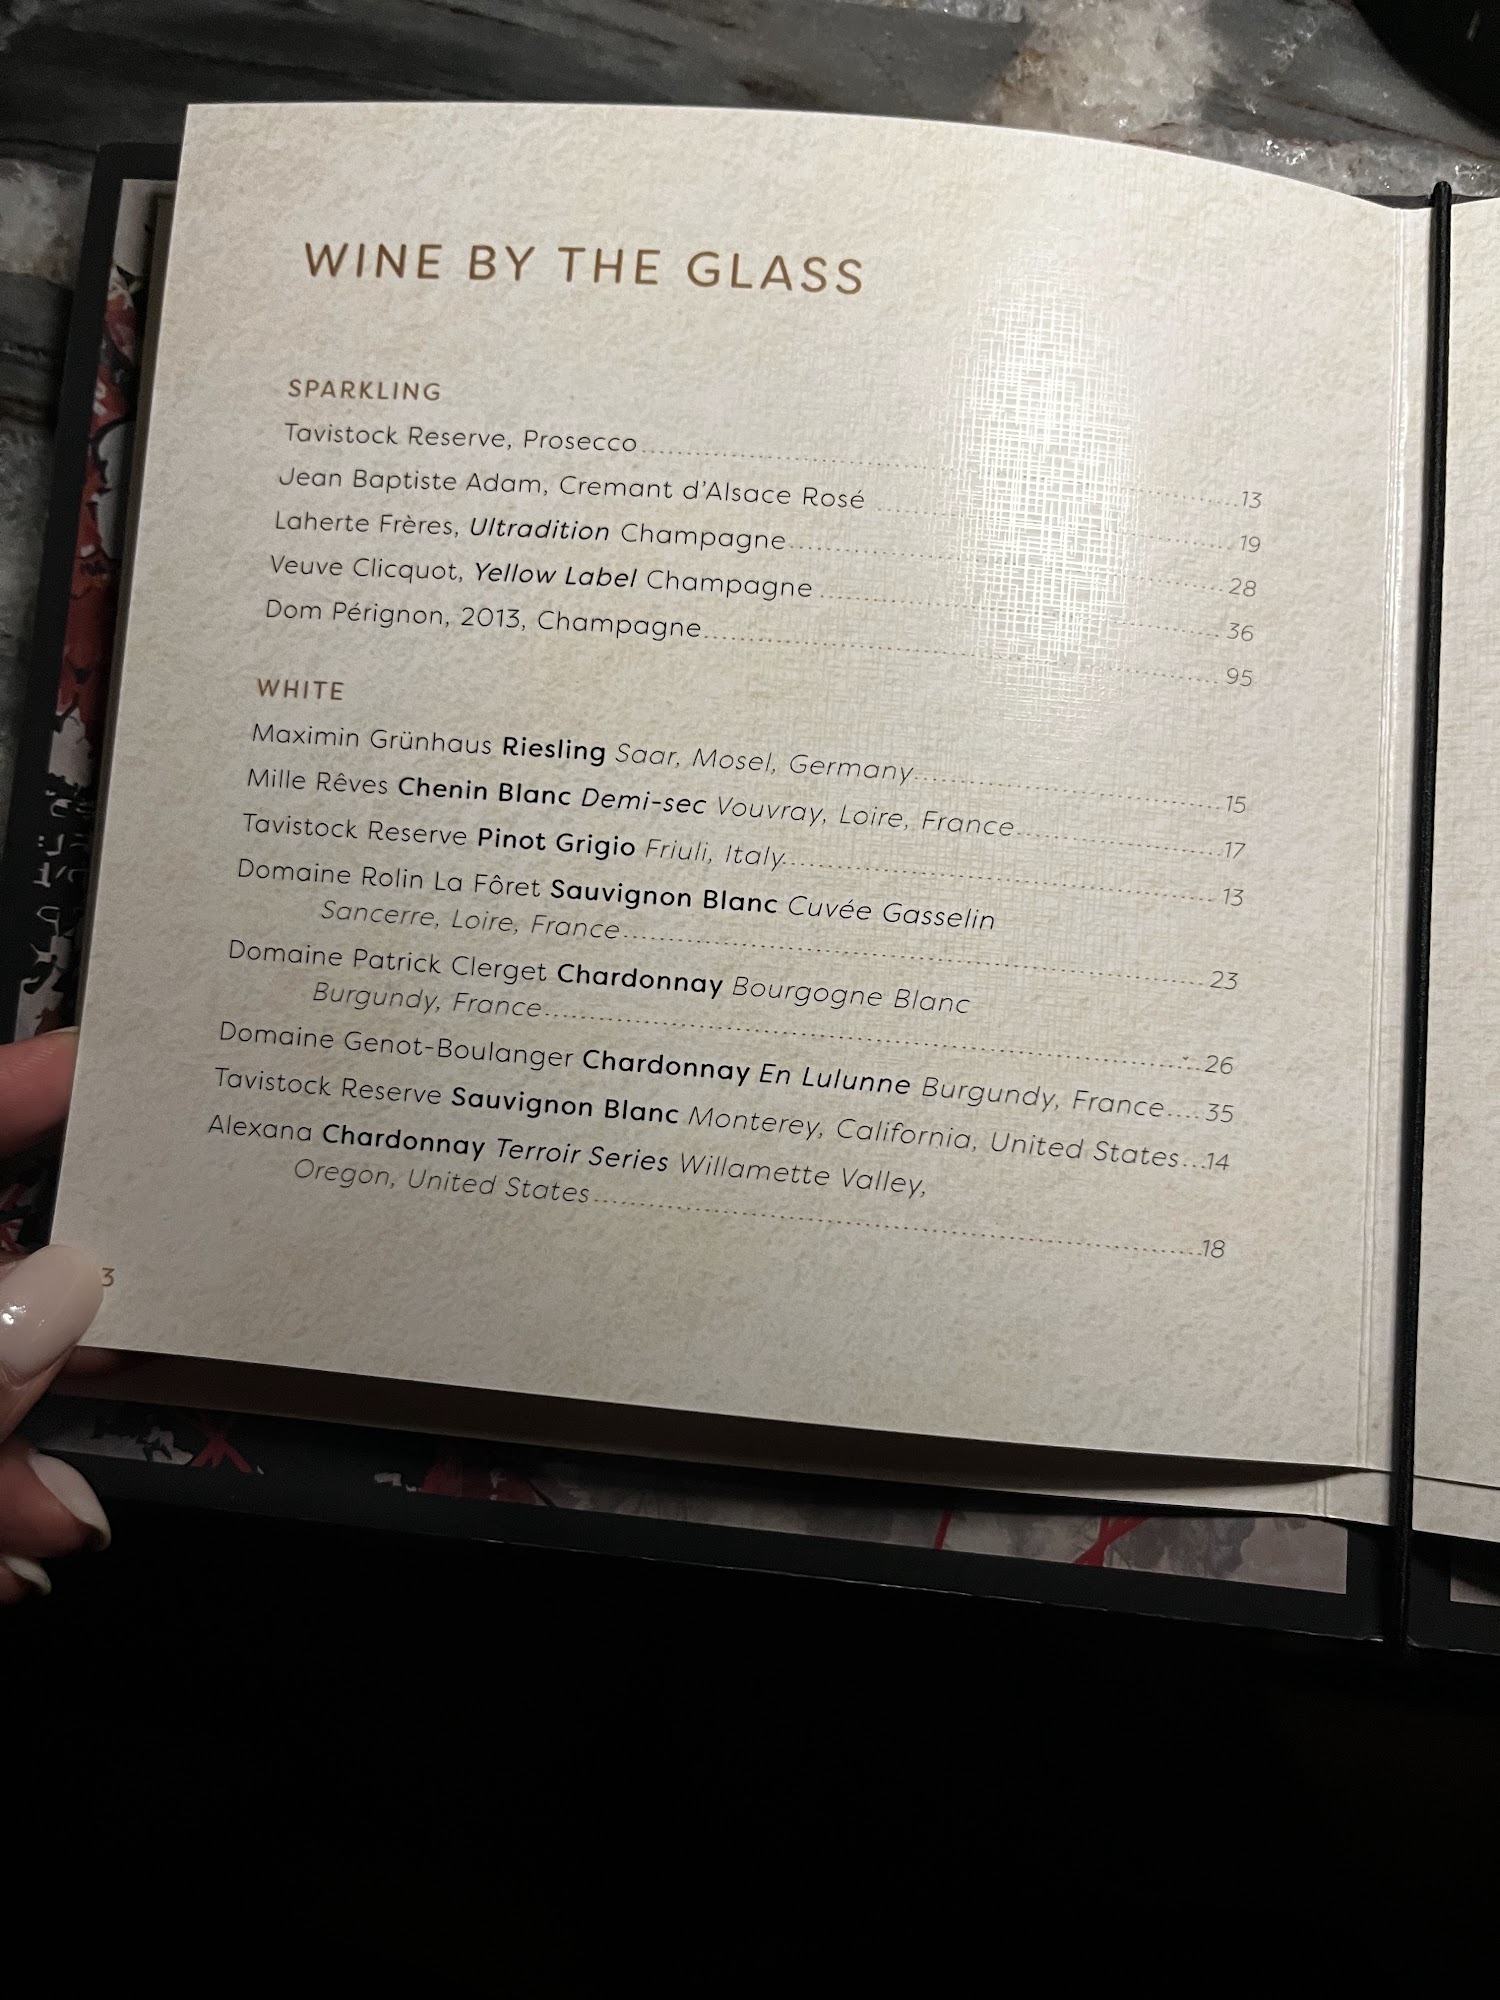 WINE BY THE GLASS
SPARKLING
Tavistock Reserve, Prosecco 13
Jean Baptiste Adam, Cremant d'Alsace Rosé 19
Laherte Frères, Ultradition Champagne 28
Veuve Clicquot, Yellow Label Champagne 36
Dom Pérignon, 2013, Champagne 95
WHITE
Maximin Grünhaus Riesling Saar, Mosel, Germany 15
Mille Rêves Chenin Blanc Demi-sec Vouvray, Loire, France 17
Tavistock Reserve Pinot Grigio Friuli, Italy 13
Domaine Rolin La Fôret Sauvignon Blanc Cuvée Gasselin
Sancerre, Loire, France 23
Domaine Patrick Clerget Chardonnay Bourgogne Blanc
Burgundy, France 26
Domaine Genot-Boulanger Chardonnay En Lulunne Burgundy, France 35
Tavistock Reserve Sauvignon Blanc Monterey, California, United States 14
Alexana Chardonnay Terroir Series Willamette Valley,
Oregon, United States 18
3